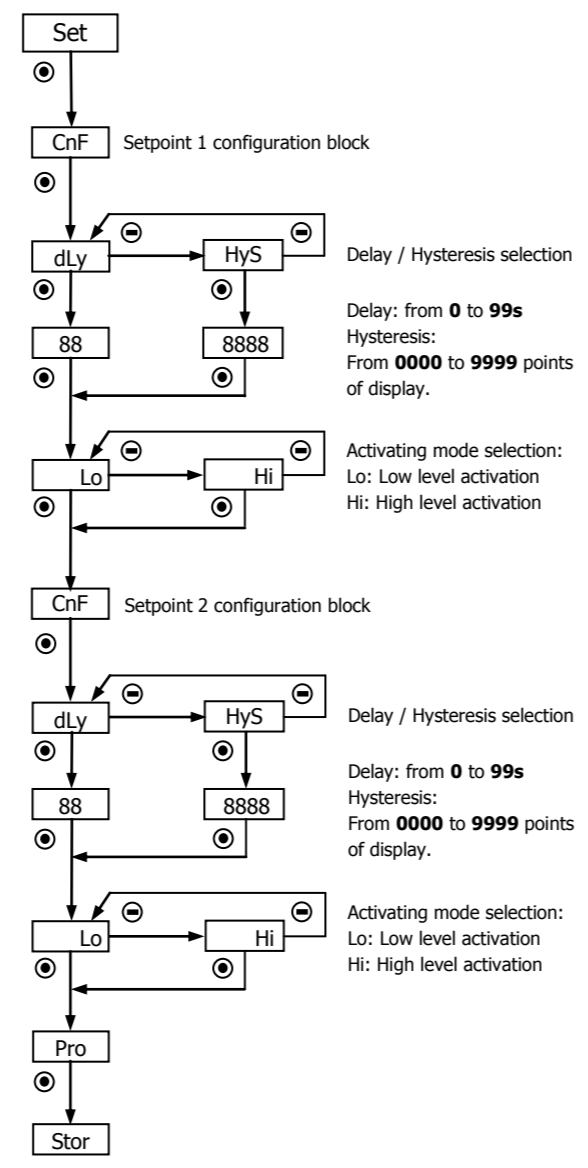 Set
CnF
Setpoint 1 configuration block
dLy
HyS
Delay / Hysteresis selection
Delay: from 0 to 99s
88
8888
Hysteresis:
From 0000 to 9999 points
of display.
Activating mode selection:
Lo
Hi
Lo: Low level activation
Hi: High level activation
CnF
Setpoint 2 configuration block
dLy
HyS
Delay / Hysteresis selection
Delay: from 0 to 99s
88
8888
Hysteresis:
From 0000 to 9999 points
of display.
Activating mode selection:
Lo
Hi
Lo: Low level activation
Hi: High level activation
Pro
Stor